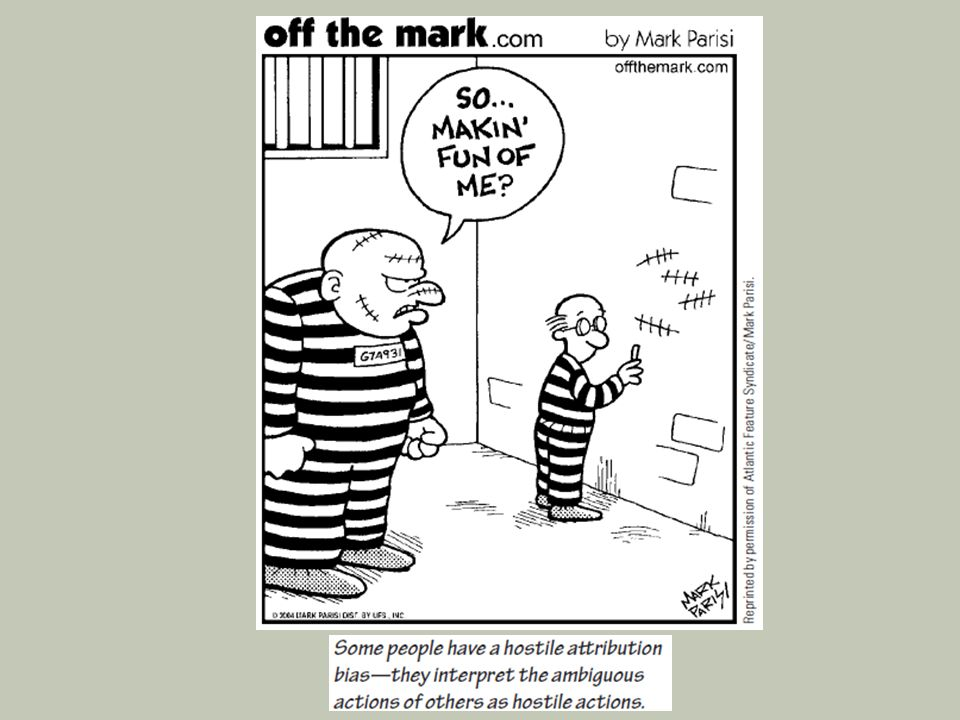 off the mark.com by Mark Parisi
offthemark.com
SO...
MAKIN'
FUN OF
ME?
G7A931
MARK
PARISI
© 2004 MARK PARISI DIST. BY UFS, INC.
Reprinted by permission of Atlantic Feature Syndicate/Mark Parisi.
Some people have a hostile attribution
bias—they interpret the ambiguous
actions of others as hostile actions.